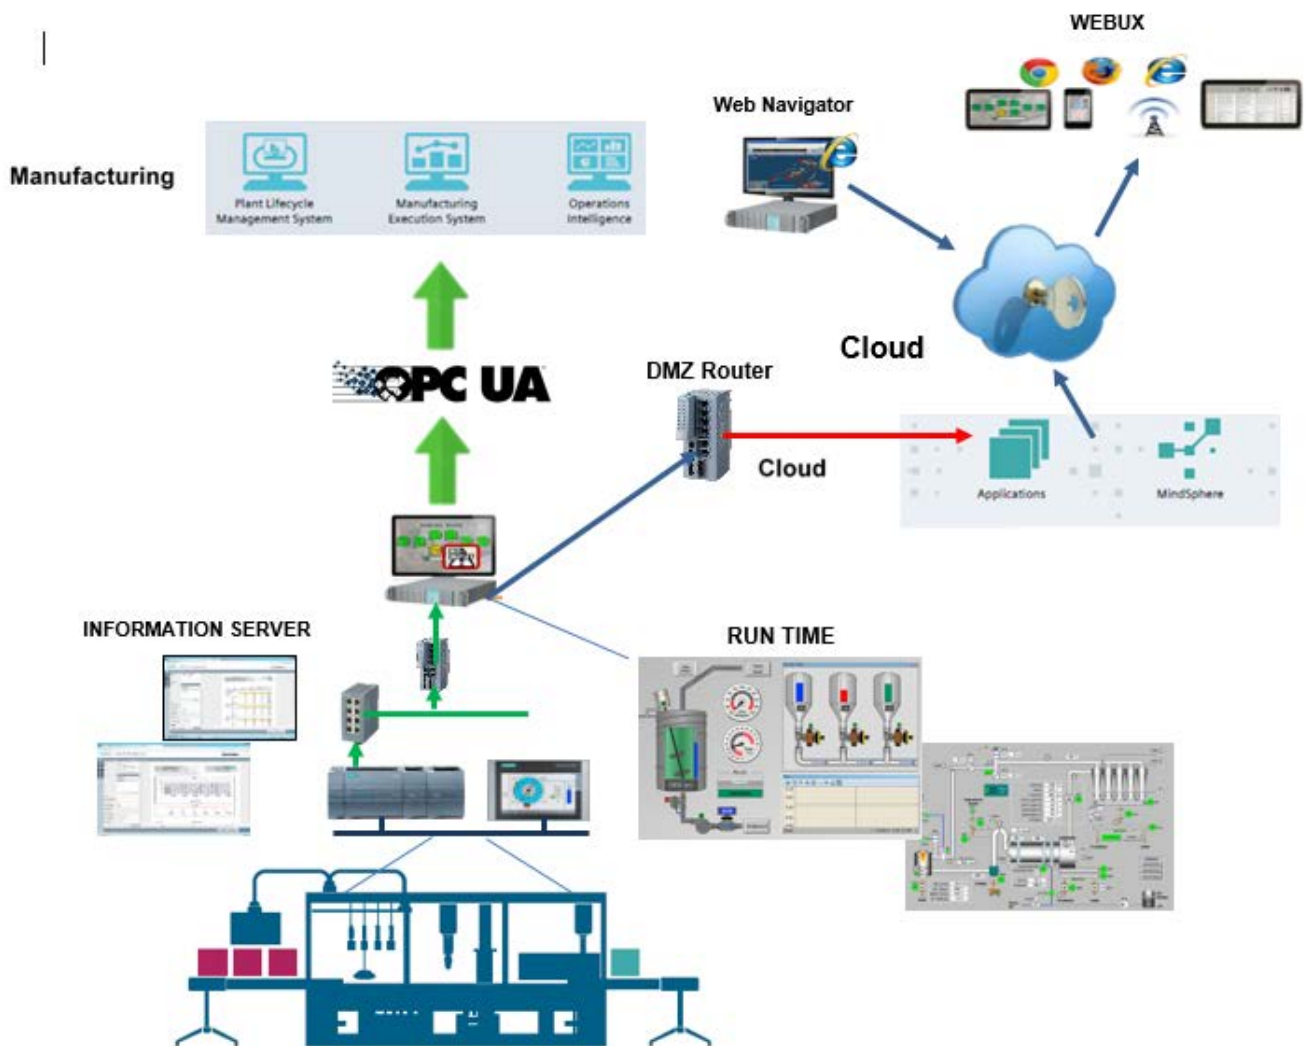 WEBUX
Web Navigator
Manufacturing
Plant Lifecycle
Management System
Manufacturing
Execution System
Operations
Intelligence
Cloud
OPC UA
DMZ Router
Cloud
Applications
MindSphere
INFORMATION SERVER
RUN TIME